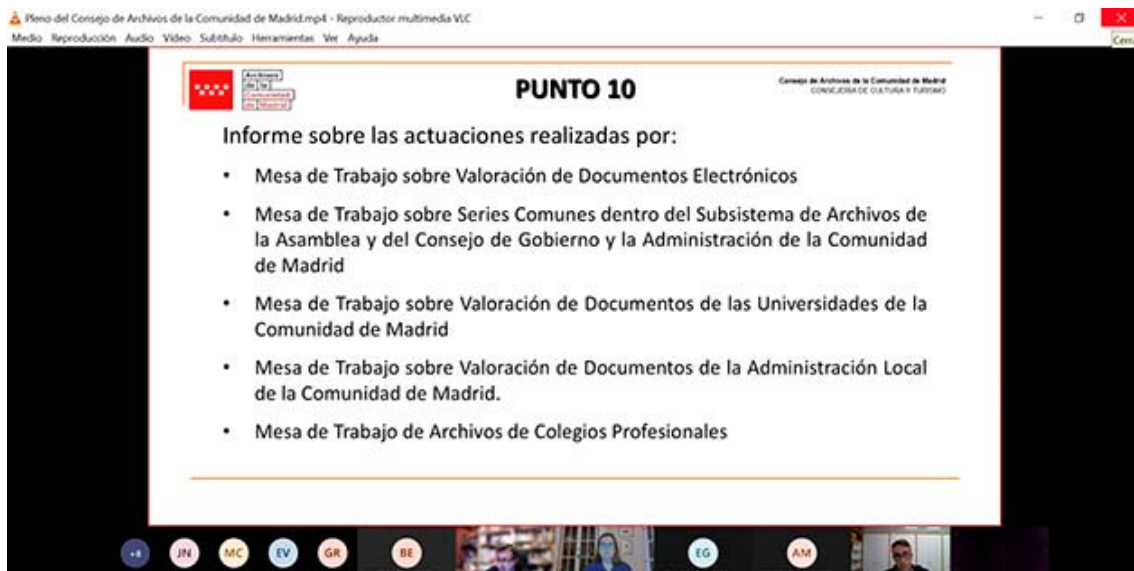 Pleno del Consejo de Archivos de la Comunidad de Madrid.mp4 - Reproductor multimedia VLC
Medio Reproducción Audio Vídeo Subtítulo Herramientas Ver Ayuda
Archivos
de la
Comunidad
de Madrid
PUNTO 10
Consejo de Archivos de la Comunidad de Madrid
CONSEJERÍA DE CULTURA Y TURISMO
Informe sobre las actuaciones realizadas por:
• Mesa de Trabajo sobre Valoración de Documentos Electrónicos
• Mesa de Trabajo sobre Series Comunes dentro del Subsistema de Archivos de
la Asamblea y del Consejo de Gobierno y la Administración de la Comunidad
de Madrid
• Mesa de Trabajo sobre Valoración de Documentos de las Universidades de la
Comunidad de Madrid
• Mesa de Trabajo sobre Valoración de Documentos de la Administración Local
de la Comunidad de Madrid.
• Mesa de Trabajo de Archivos de Colegios Profesionales
+8 JN MC EV GR BE EG AM